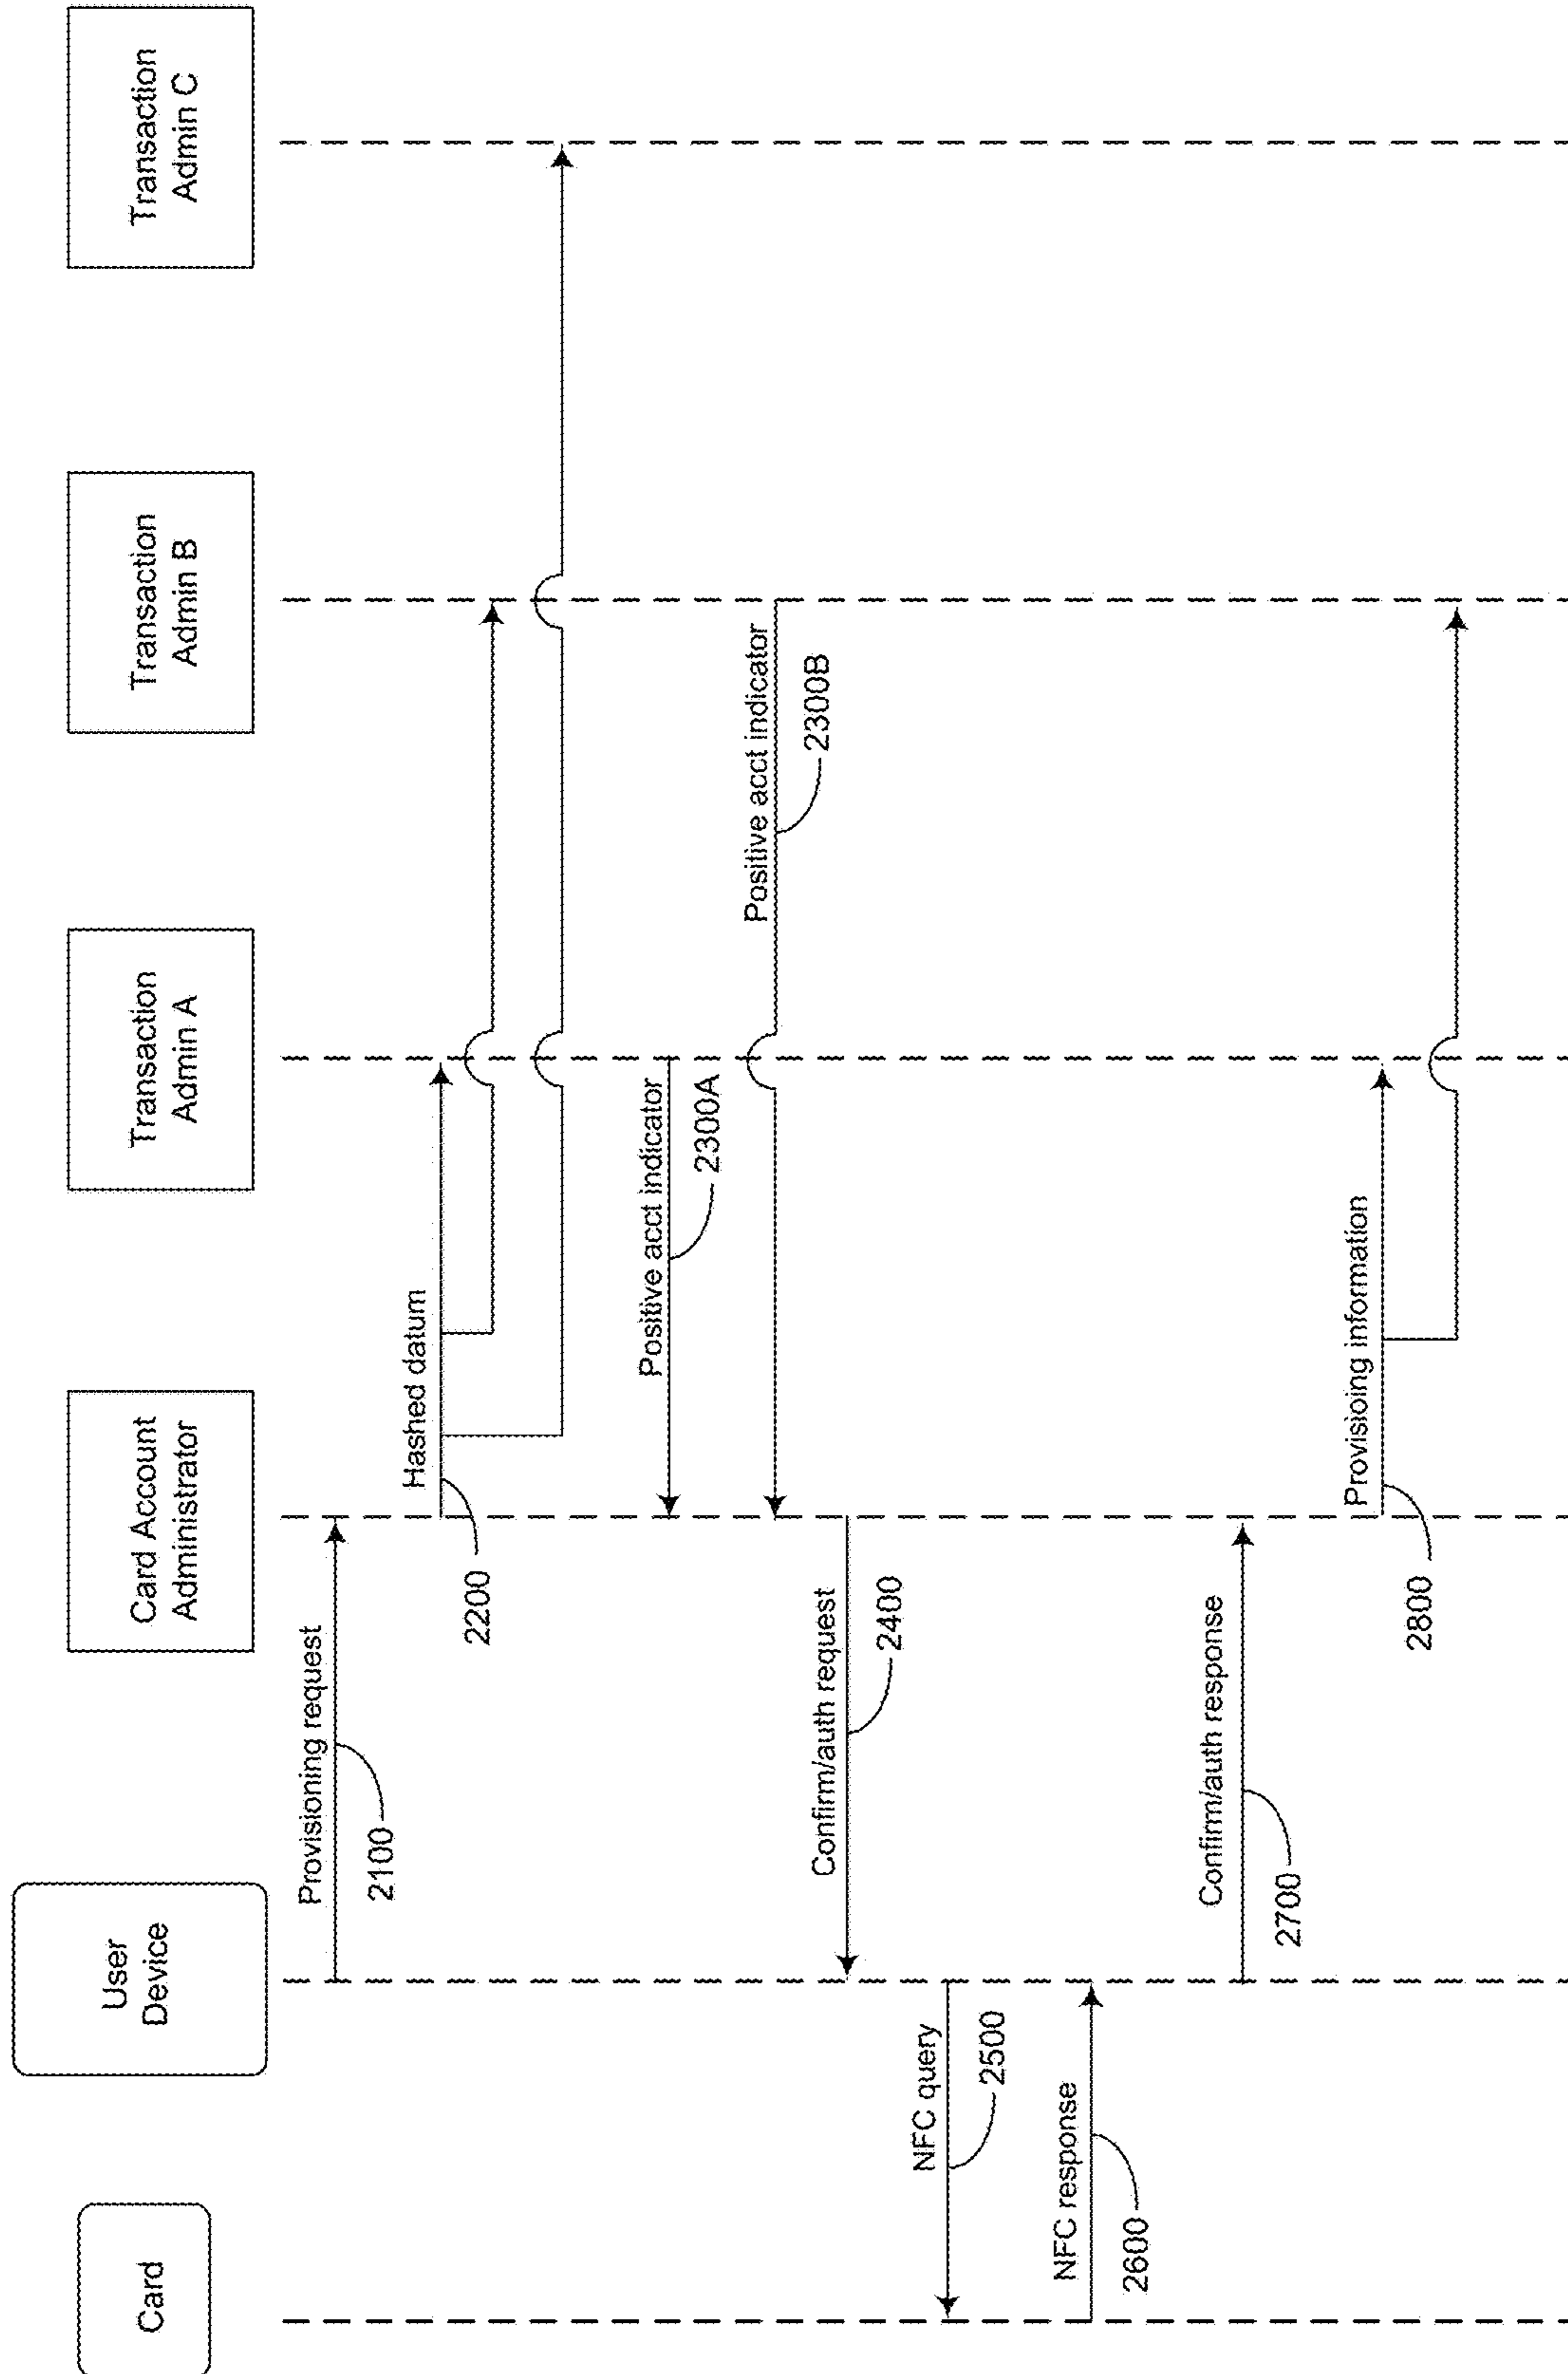 Card
User
Device
Card Account
Administrator
Transaction
Admin A
Transaction
Admin B
Transaction
Admin C
Provisioning request
2100
Hashed datum
2200
Positive acct indicator
2300A
Positive acct indicator
2300B
Confirm/auth request
2400
NFC query
2500
NFC response
2600
Confirm/auth response
2700
Provisioing information
2800